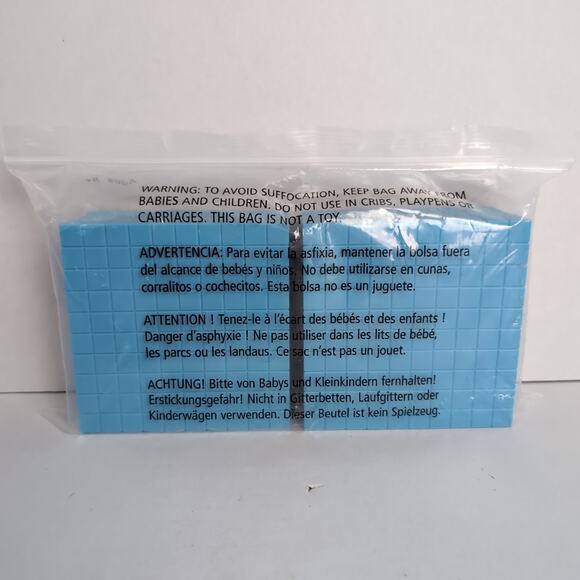 WARNING: TO AVOID SUFFOCATION, KEEP BAG AWAY FROM
BABIES AND CHILDREN. DO NOT USE IN CRIBS, PLAYPENS OR
CARRIAGES. THIS BAG IS NOT A TOY.
ADVERTENCIA: Para evitar la asfixia, mantener la bolsa fuera
del alcance de bebés y niños. No debe utilizarse en cunas,
corralitos o cochecitos. Esta bolsa no es un juguete.
ATTENTION ! Tenez-le à l'écart des bébés et des enfants !
Danger d'asphyxie ! Ne pas utiliser dans les lits de bébé,
les parcs ou les landaus. Ce sac n'est pas un jouet.
ACHTUNG! Bitte von Babys und Kleinkindern fernhalten!
Erstickungsgefahr! Nicht in Gitterbetten, Laufgittern oder
Kinderwägen verwenden. Dieser Beutel ist kein Spielzeug.